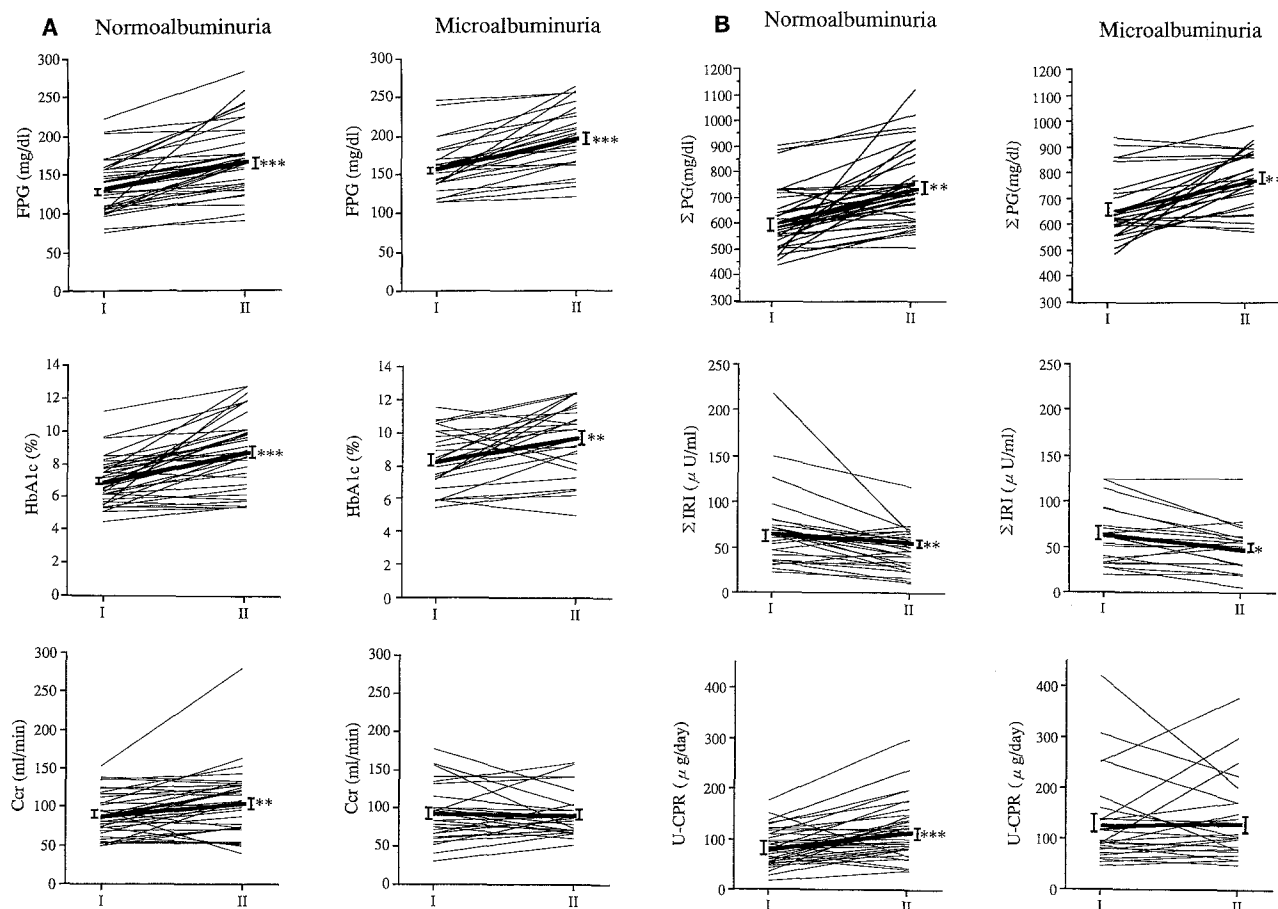 A
Normoalbuminuria
Microalbuminuria
FPG (mg/dl)
300
250
200
150
100
50
0
I
II
***
FPG (mg/dl)
300
250
200
150
100
50
0
I
II
***
HbA1c (%)
14
12
10
8
6
4
2
0
I
II
***
HbA1c (%)
14
12
10
8
6
4
2
0
I
II
**
Ccr (ml/min)
300
250
200
150
100
50
0
I
II
**
Ccr (ml/min)
300
250
200
150
100
50
0
I
II
B
Normoalbuminuria
Microalbuminuria
ΣPG(mg/dl)
1200
1100
1000
900
800
700
600
500
400
300
I
II
**
ΣPG(mg/dl)
1200
1100
1000
900
800
700
600
500
400
300
I
II
**
ΣIRI (μ U/ml)
250
200
150
100
50
0
I
II
**
ΣIRI (μ U/ml)
250
200
150
100
50
0
I
II
*
U-CPR (μ g/day)
400
300
200
100
0
I
II
***
U-CPR (μ g/day)
400
300
200
100
0
I
II